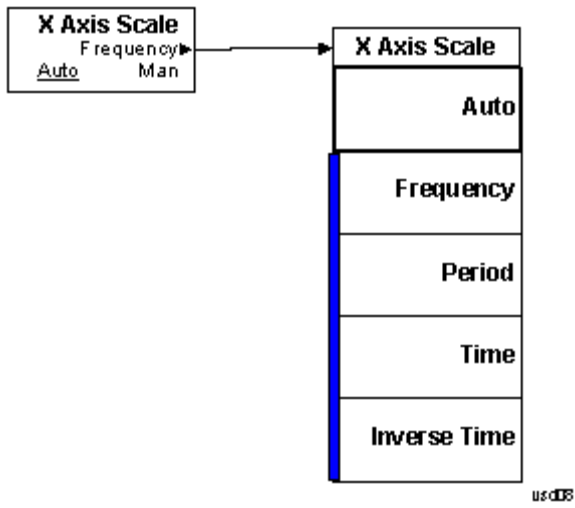 X Axis Scale
Frequency
Auto Man
X Axis Scale
Auto
Frequency
Period
Time
Inverse Time
usd08